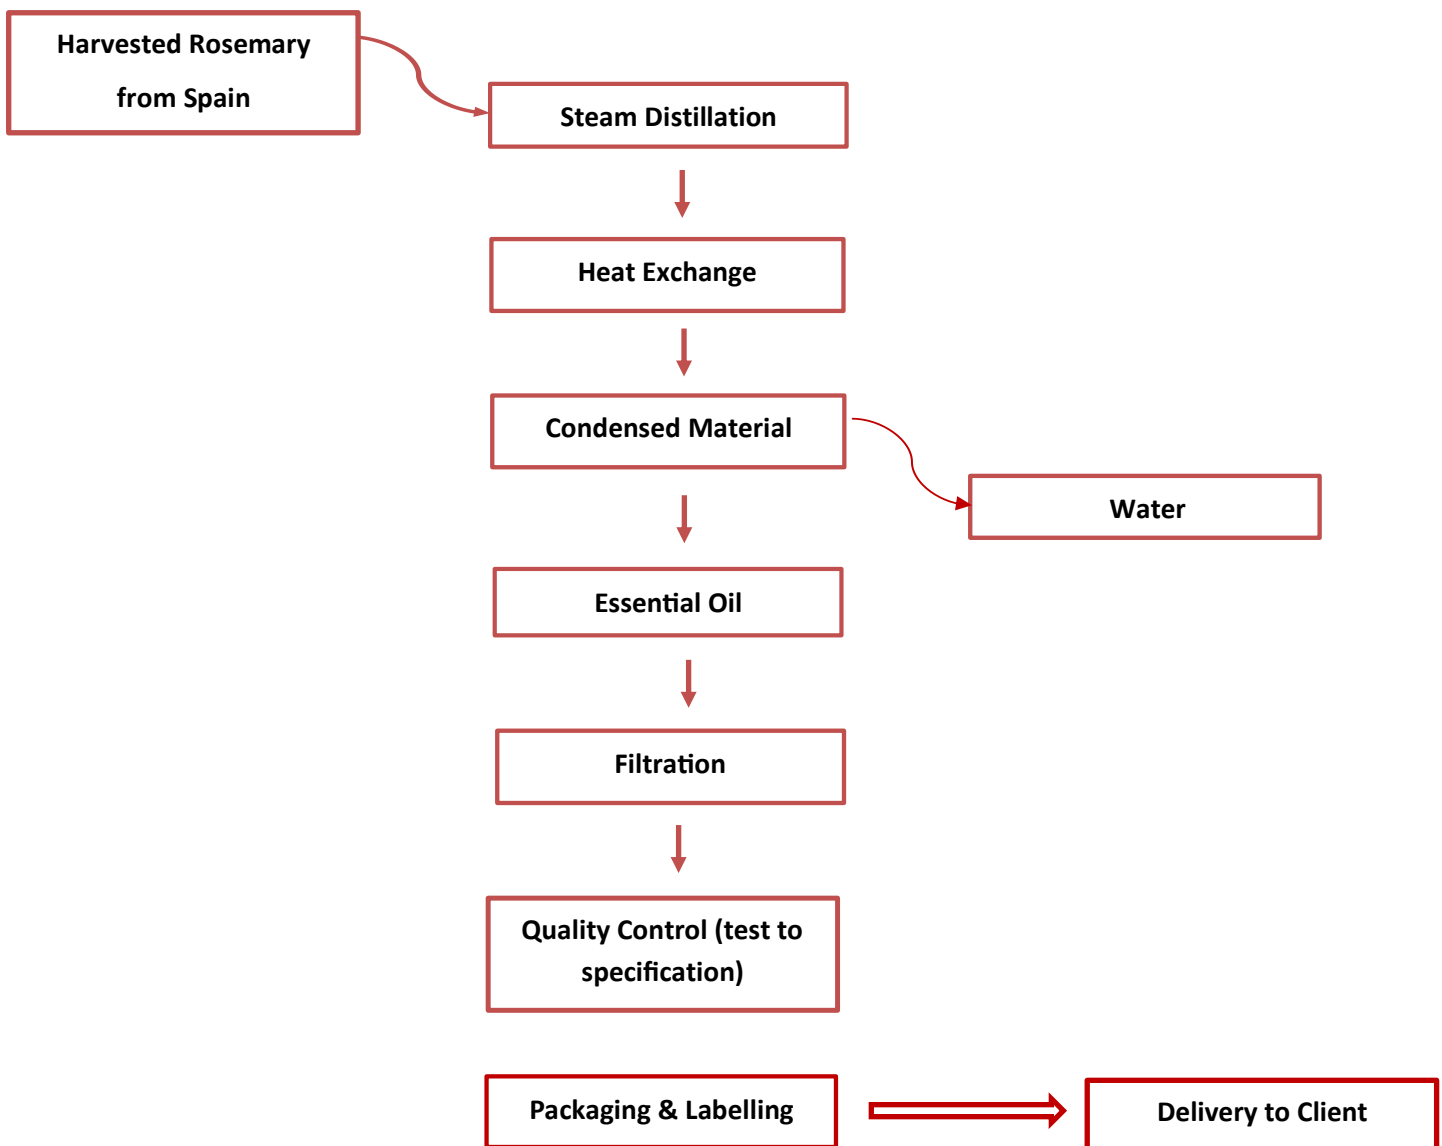 Harvested Rosemary
from Spain
Steam Distillation
Heat Exchange
Condensed Material
Water
Essential Oil
Filtration
Quality Control (test to
specification)
Packaging & Labelling
Delivery to Client